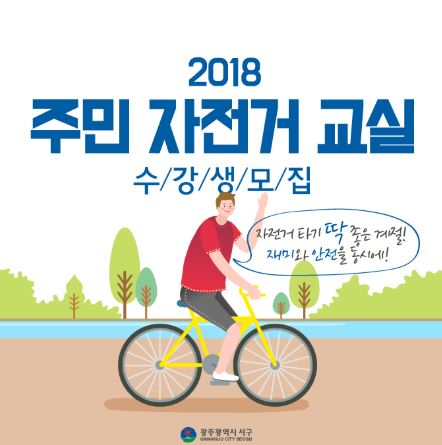 2018
주민 자전거 교실
수/강/생/모/집
자전거 타기 딱 좋은 계절!
재미와 안전을 동시에!
광주광역시 서구
GWANGJU CITY SEOGU